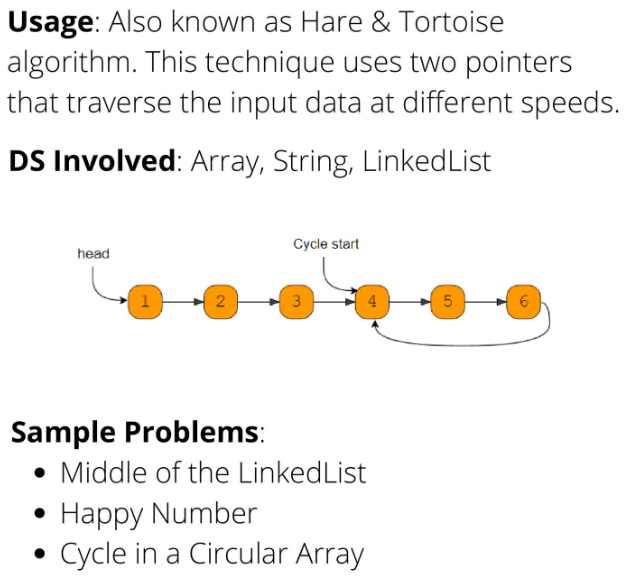 Usage: Also known as Hare & Tortoise
algorithm. This technique uses two pointers
that traverse the input data at different speeds.
DS Involved: Array, String, LinkedList
Cycle start
head
1 2 3 4 5 6
Sample Problems:
• Middle of the LinkedList
• Happy Number
• Cycle in a Circular Array